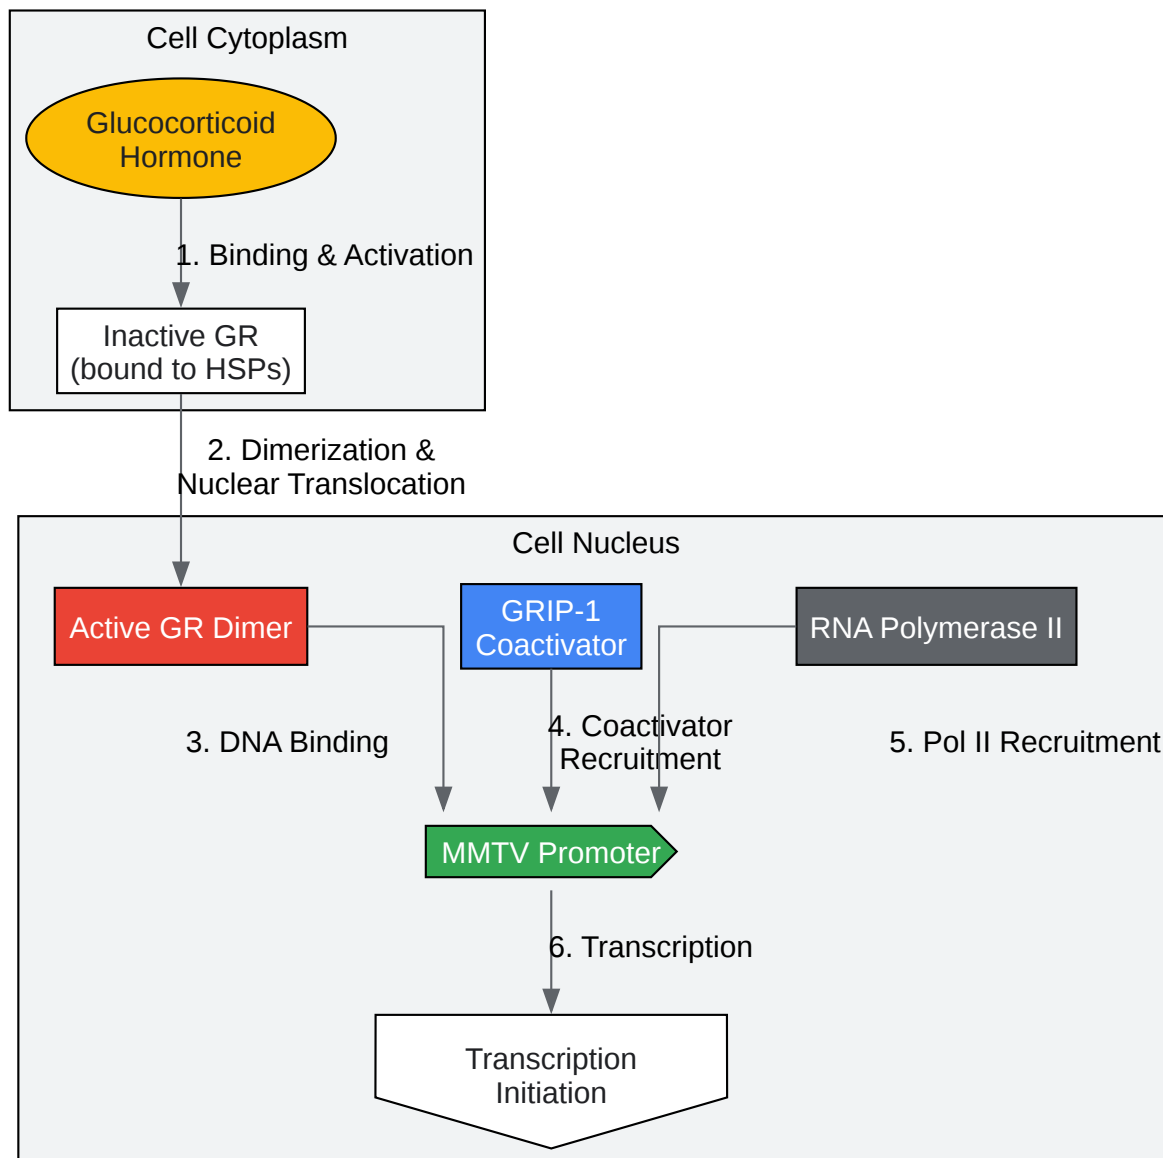 Cell Cytoplasm
Glucocorticoid
Hormone
1. Binding & Activation
Inactive GR
(bound to HSPs)
2. Dimerization &
Nuclear Translocation
Cell Nucleus
Active GR Dimer
GRIP-1
Coactivator
RNA Polymerase II
3. DNA Binding
4. Coactivator
Recruitment
5. Pol II Recruitment
MMTV Promoter
6. Transcription
Transcription
Initiation